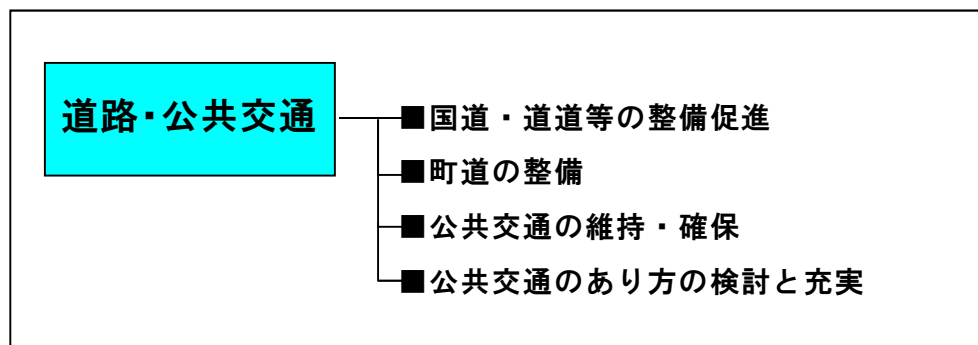 道路・公共交通
■国道・道道等の整備促進
■町道の整備
■公共交通の維持・確保
■公共交通のあり方の検討と充実